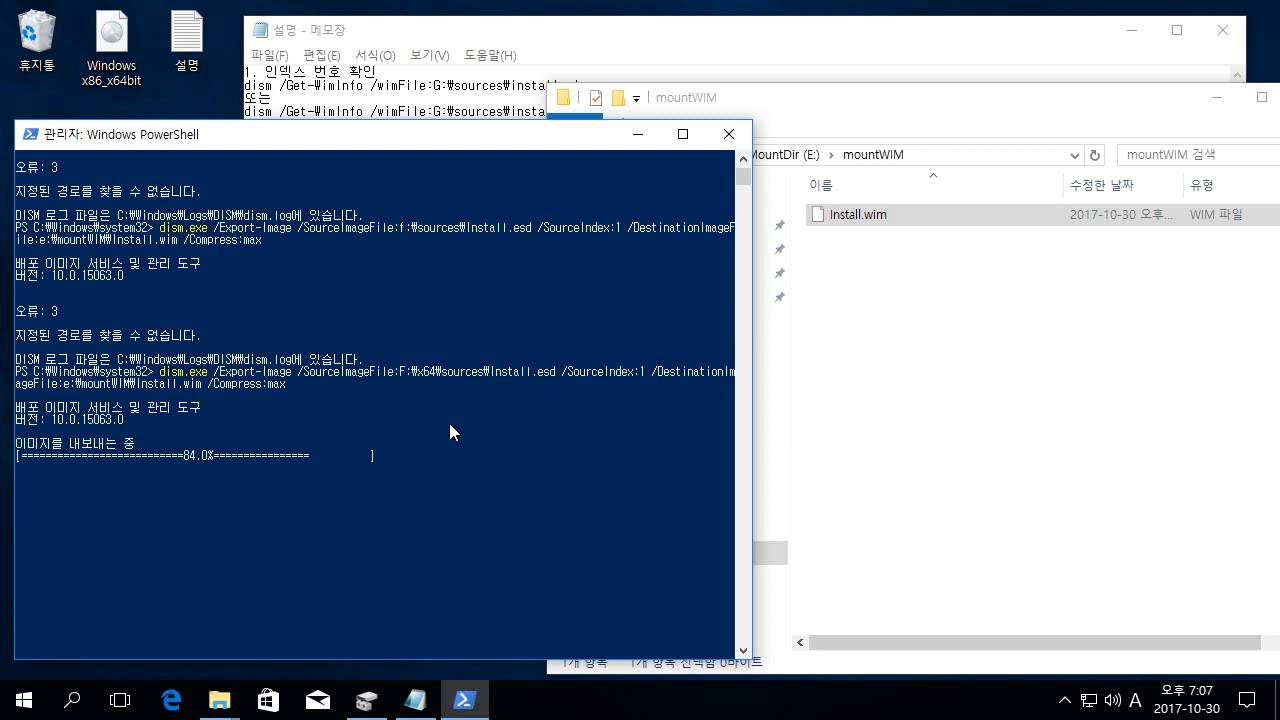 휴지통
Windows
x86_x64bit
설명
설명 - 메모장
파일(F) 편집(E) 서식(O) 보기(V) 도움말(H)
1. 인덱스 번호 확인
dism /Get-WimInfo /wimFile:G:₩sources₩insta
또는
dism /Get-WimInfo /wimFile:G:₩sources₩insta
mountWIM
MountDir (E:) › mountWIM
mountWIM 검색
이름 수정한 날짜 유형
Install.wim 2017-10-30 오후... WIM 파일
1개 항목 1개 항목 선택함 0바이트
관리자: Windows PowerShell
오류: 3
지정된 경로를 찾을 수 없습니다.
DISM 로그 파일은 C:₩Windows₩Logs₩DISM₩dism.log에 있습니다.
PS C:₩Windows₩system32> dism.exe /Export-Image /SourceImageFile:f:₩sources₩Install.esd /SourceIndex:1 /DestinationImageF
ile:e:₩mountWIM₩Install.wim /Compress:max
배포 이미지 서비스 및 관리 도구
버전: 10.0.15063.0
오류: 3
지정된 경로를 찾을 수 없습니다.
DISM 로그 파일은 C:₩Windows₩Logs₩DISM₩dism.log에 있습니다.
PS C:₩Windows₩system32> dism.exe /Export-Image /SourceImageFile:F:₩x64₩sources₩Install.esd /SourceIndex:1 /DestinationIm
ageFile:e:₩mountWIM₩Install.wim /Compress:max
배포 이미지 서비스 및 관리 도구
버전: 10.0.15063.0
이미지를 내보내는 중
[===========================84.0%================ ]
A
오후 7:07
2017-10-30